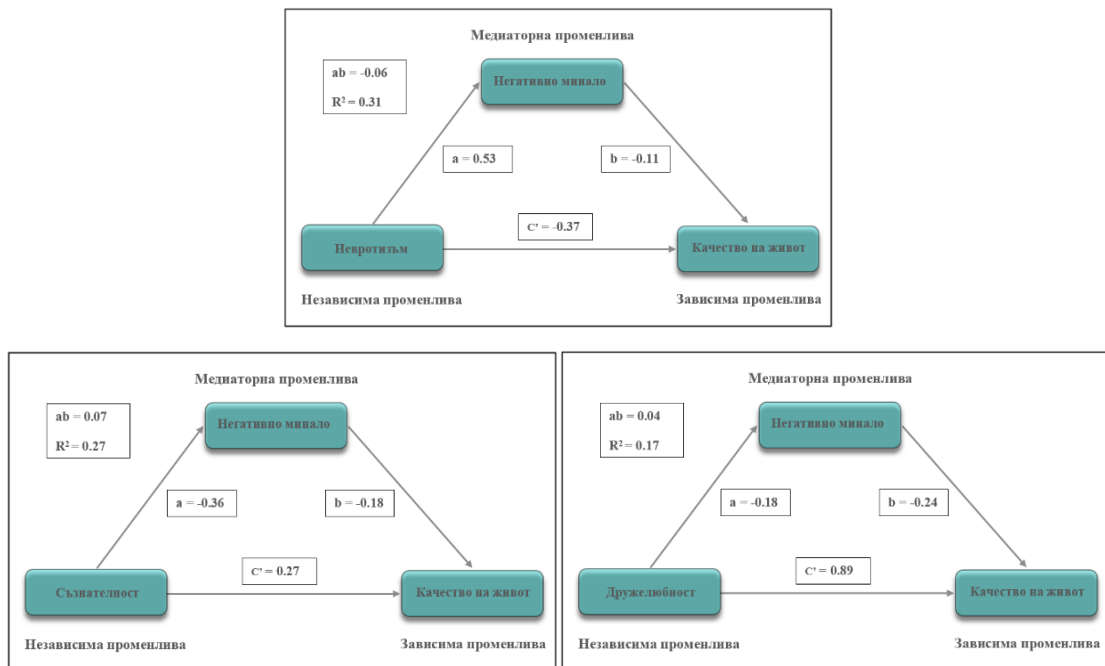 Медиаторна променлива
ab = -0.06
R² = 0.31
Негативно минало
a = 0.53
b = -0.11
C’ = -0.37
Невротизъм
Качество на живот
Независима променлива
Зависима променлива
Медиаторна променлива
ab = 0.07
R² = 0.27
Негативно минало
a = -0.36
b = -0.18
C’ = 0.27
Съзнателност
Качество на живот
Независима променлива
Зависима променлива
Медиаторна променлива
ab = 0.04
R² = 0.17
Негативно минало
a = -0.18
b = -0.24
C’ = 0.89
Дружелюбност
Качество на живот
Независима променлива
Зависима променлива